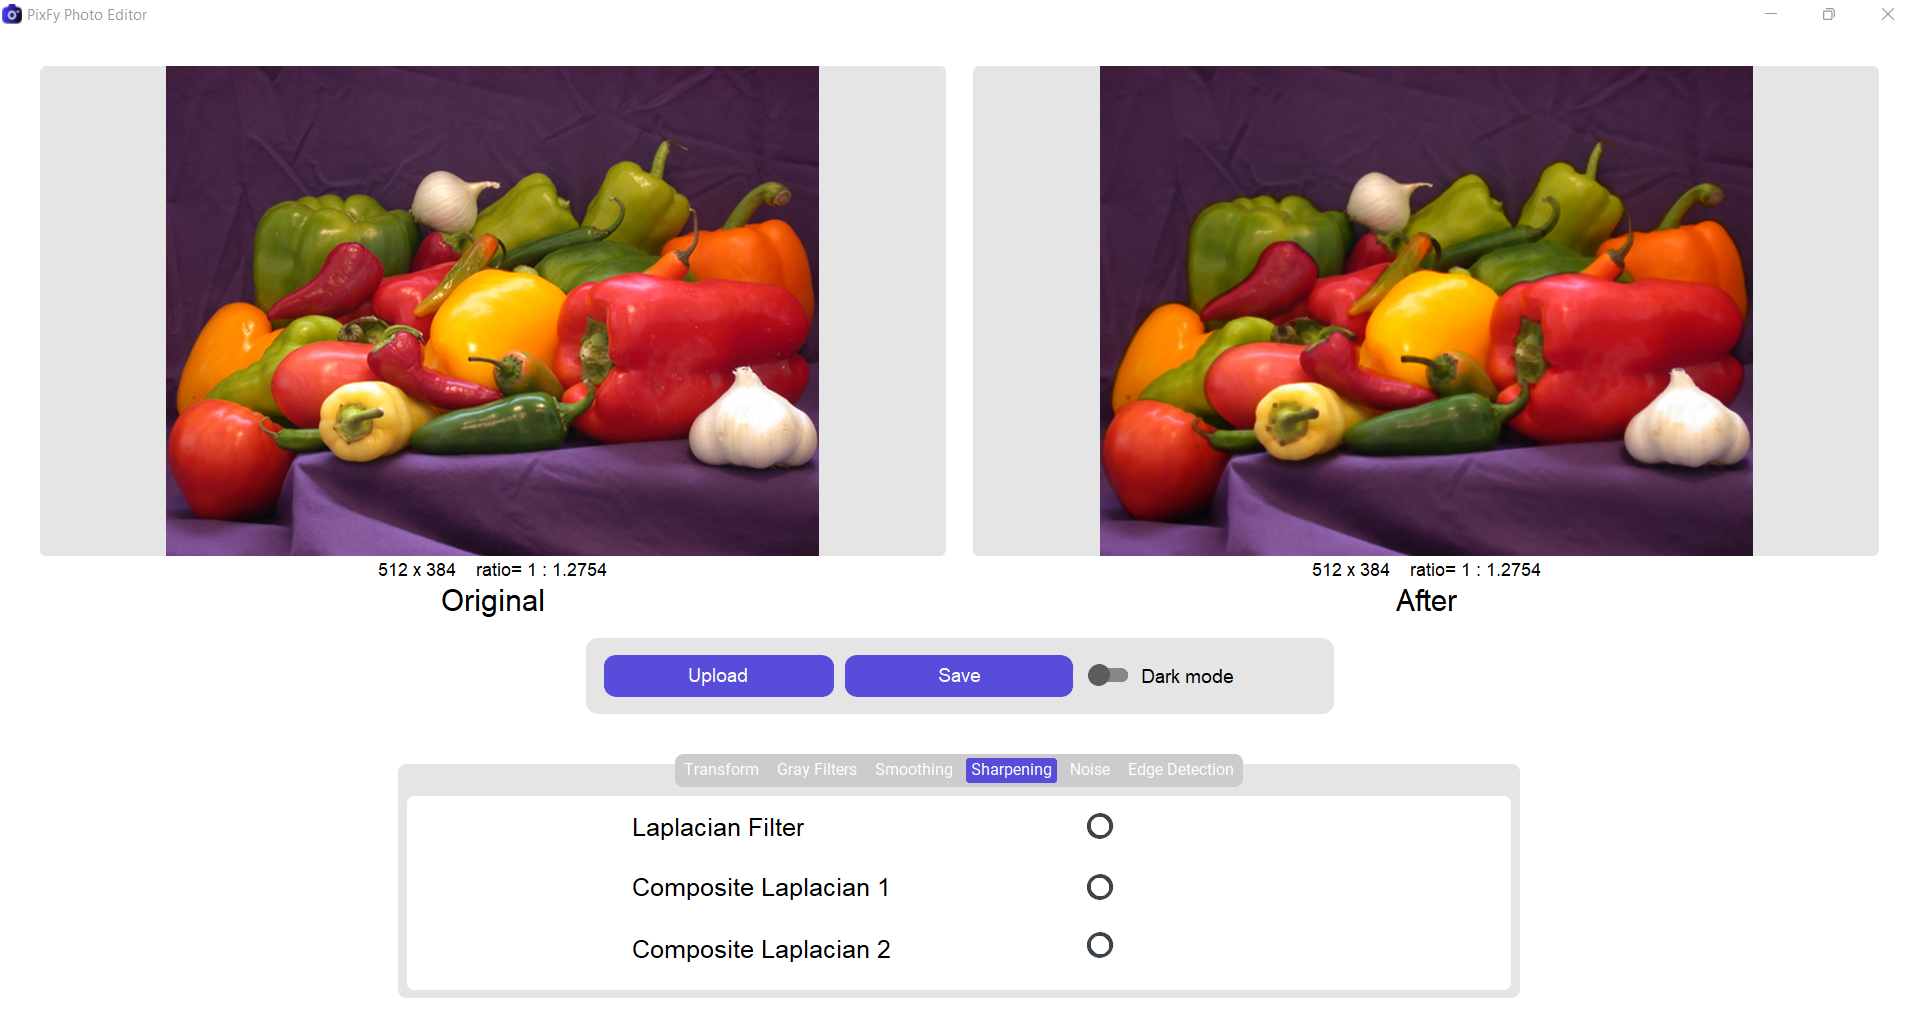 PixFy Photo Editor
512 x 384 ratio= 1 : 1.2754
Original
512 x 384 ratio= 1 : 1.2754
After
Upload
Save
Dark mode
Transform Gray Filters Smoothing Sharpening Noise Edge Detection
Laplacian Filter
Composite Laplacian 1
Composite Laplacian 2